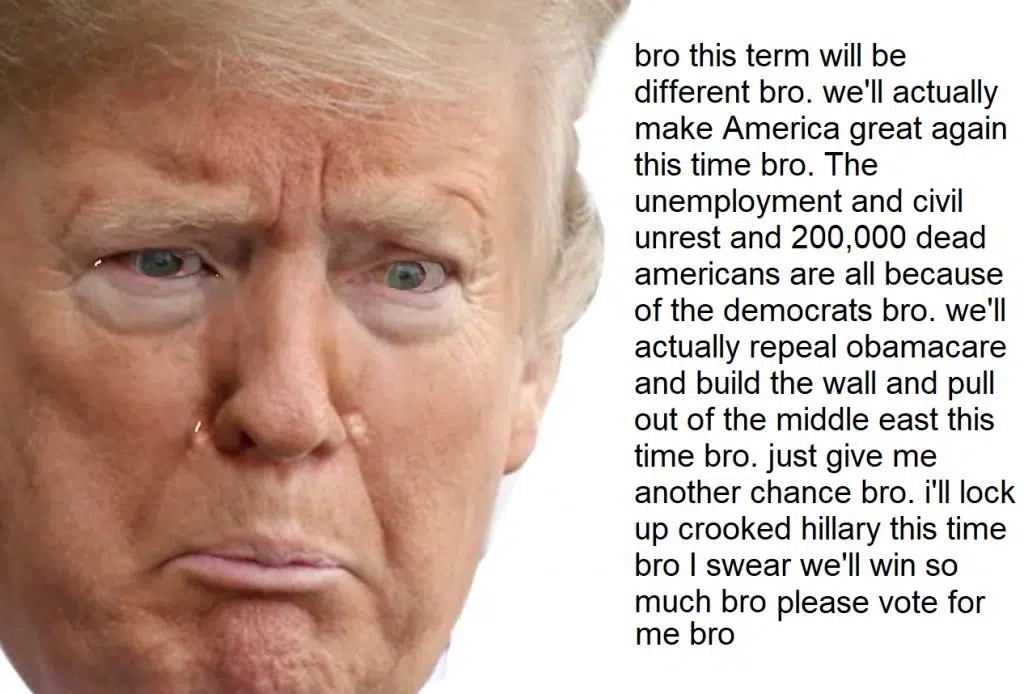 bro this term will be
different bro. we'll actually
make America great again
this time bro. The
unemployment and civil
unrest and 200,000 dead
americans are all because
of the democrats bro. we'll
actually repeal obamacare
and build the wall and pull
out of the middle east this
time bro. just give me
another chance bro. i'll lock
up crooked hillary this time
bro I swear we'll win so
much bro please vote for
me bro